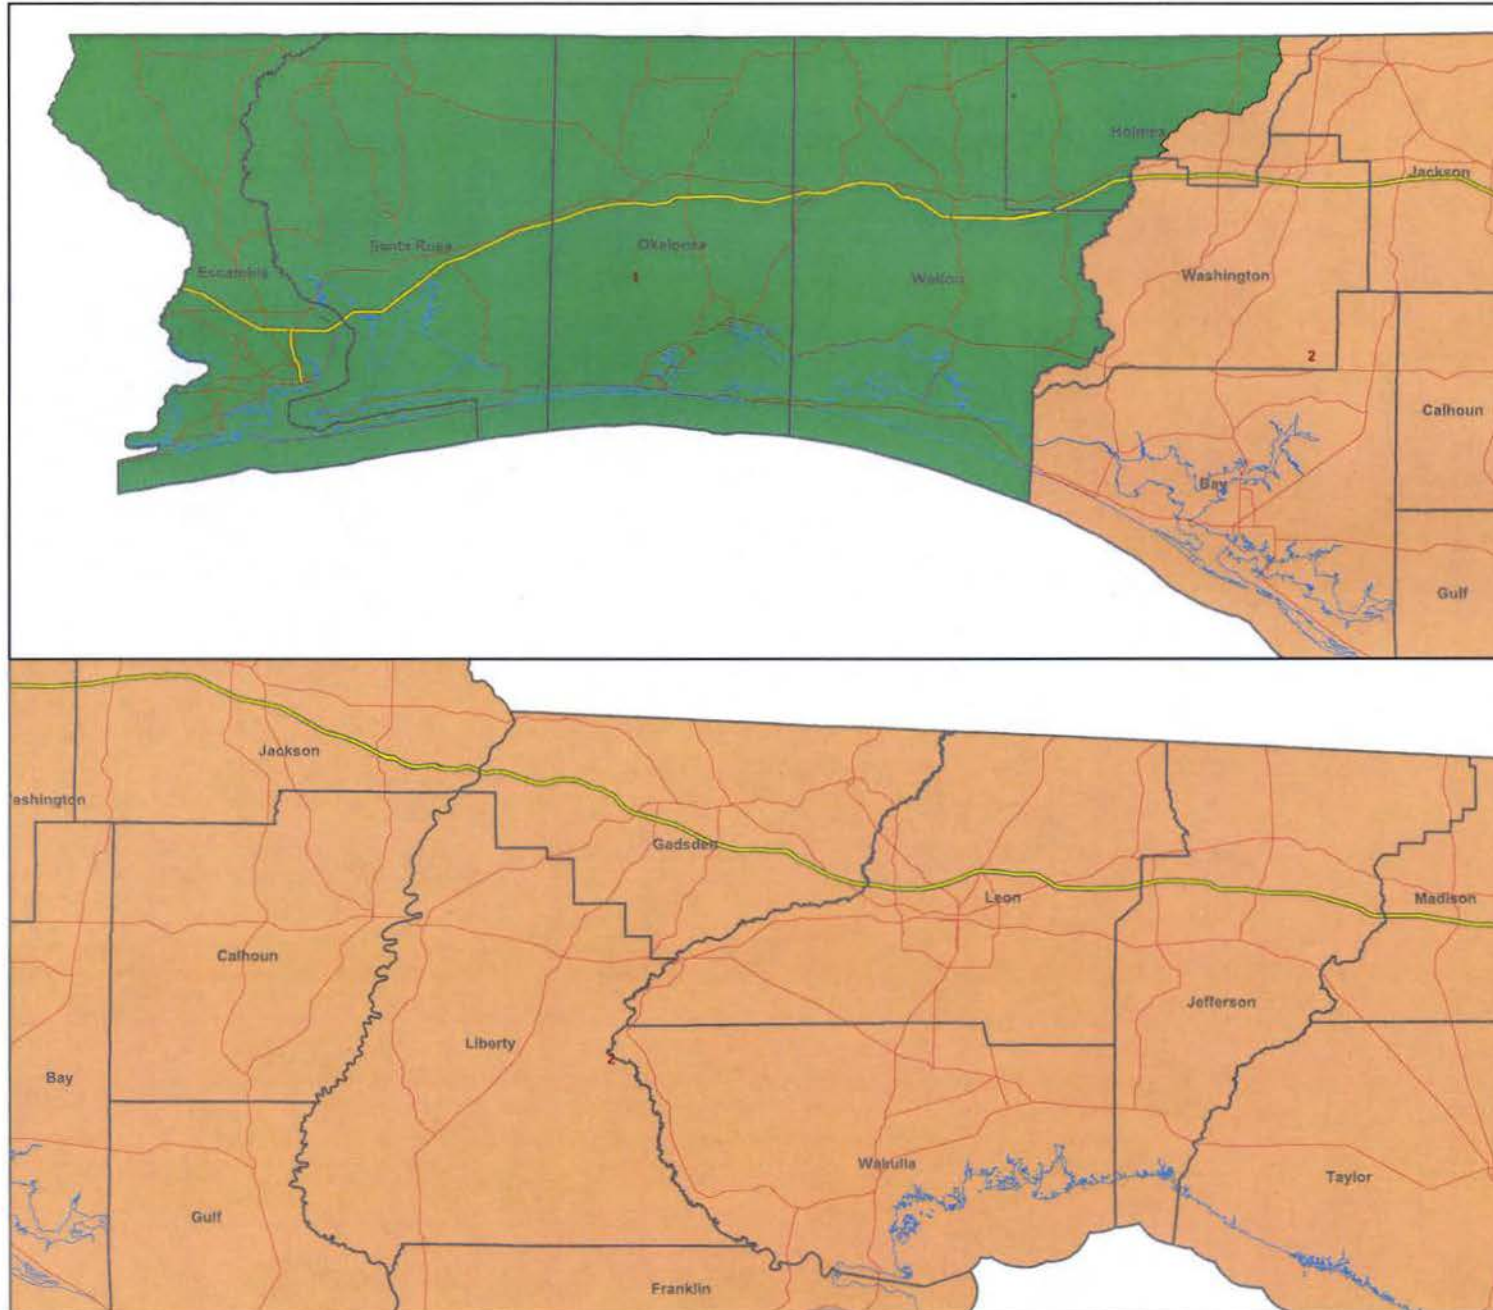 Holmes
Jackson
Santa Rosa
Okaloosa
Escambia
1
Walton
Washington
2
Calhoun
Bay
Gulf
Jackson
ashington
Gadsden
Leon
Madison
Calhoun
Jefferson
Liberty
2
Bay
Wakulla
Taylor
Gulf
Franklin